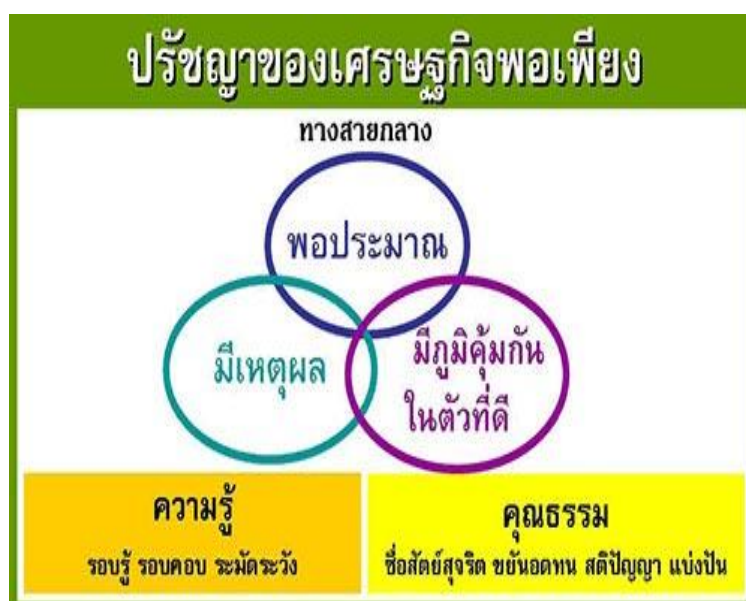 ปรัชญาของเศรษฐกิจพอเพียง
ทางสายกลาง
พอประมาณ
มีเหตุผล
มีภูมิคุ้มกัน
ในตัวที่ดี
ความรู้
รอบรู้ รอบคอบ ระมัดระวัง
คุณธรรม
ซื่อสัตย์สุจริต ขยันอดทน สติปัญญา แบ่งปัน